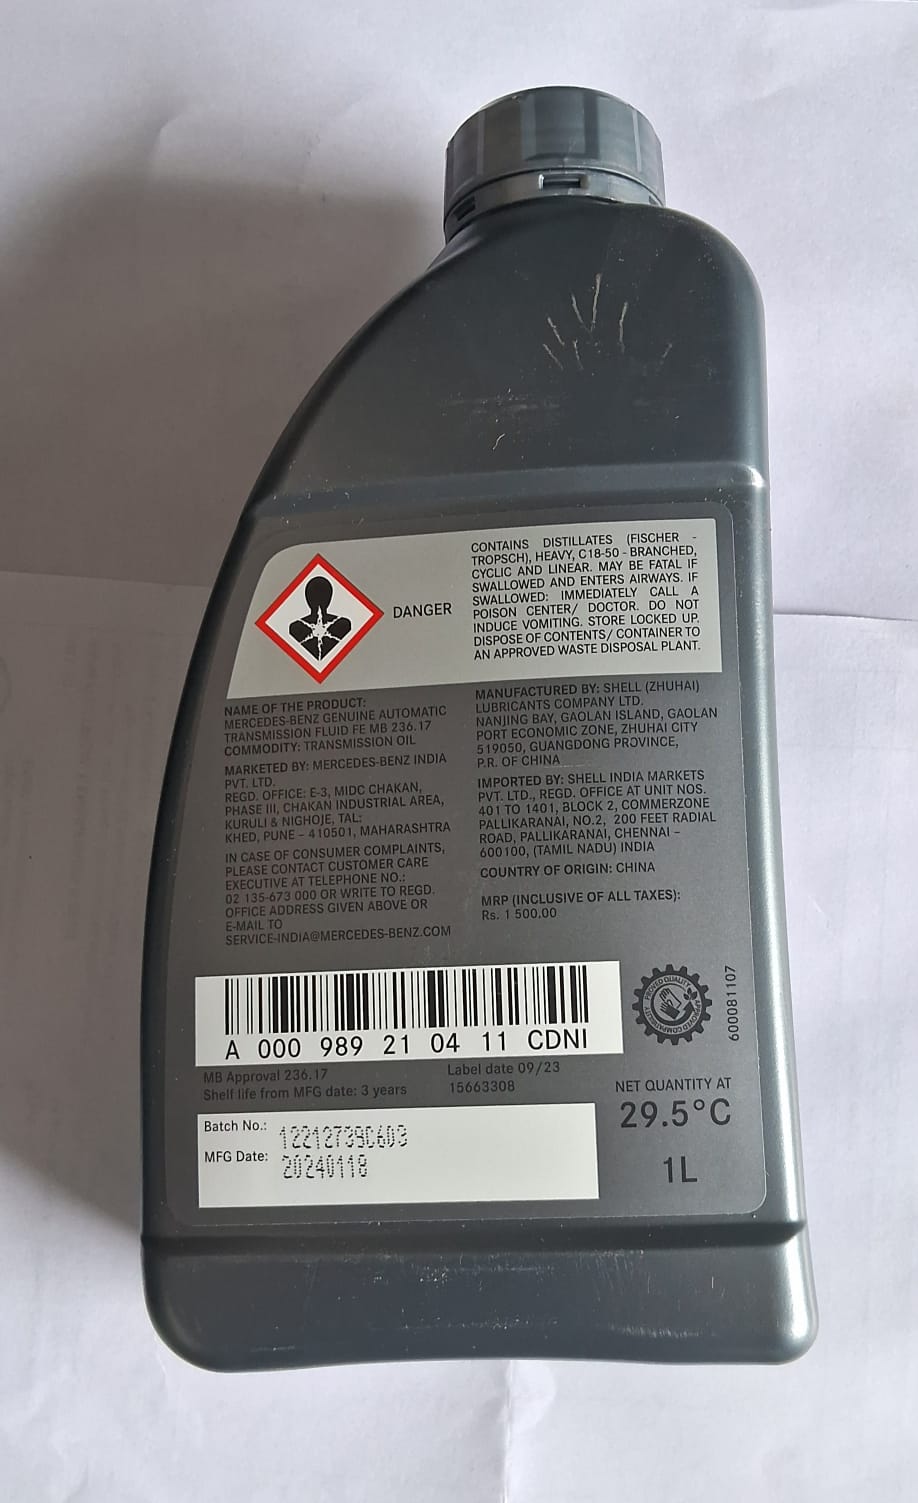 DANGER
CONTAINS DISTILLATES (FISCHER -
TROPSCH), HEAVY, C18-50 - BRANCHED,
CYCLIC AND LINEAR. MAY BE FATAL IF
SWALLOWED AND ENTERS AIRWAYS. IF
SWALLOWED: IMMEDIATELY CALL A
POISON CENTER/ DOCTOR. DO NOT
INDUCE VOMITING. STORE LOCKED UP.
DISPOSE OF CONTENTS/ CONTAINER TO
AN APPROVED WASTE DISPOSAL PLANT.
NAME OF THE PRODUCT:
MERCEDES-BENZ GENUINE AUTOMATIC
TRANSMISSION FLUID FE MB 236.17
COMMODITY: TRANSMISSION OIL
MARKETED BY: MERCEDES-BENZ INDIA
PVT. LTD.
REGD. OFFICE: E-3, MIDC CHAKAN,
PHASE III, CHAKAN INDUSTRIAL AREA,
KURULI & NIGHOJE, TAL:
KHED, PUNE – 410501, MAHARASHTRA
IN CASE OF CONSUMER COMPLAINTS,
PLEASE CONTACT CUSTOMER CARE
EXECUTIVE AT TELEPHONE NO.:
02 135-673 000 OR WRITE TO REGD.
OFFICE ADDRESS GIVEN ABOVE OR
E-MAIL TO
SERVICE-INDIA@MERCEDES-BENZ.COM
MANUFACTURED BY: SHELL (ZHUHAI)
LUBRICANTS COMPANY LTD.
NANJING BAY, GAOLAN ISLAND, GAOLAN
PORT ECONOMIC ZONE, ZHUHAI CITY
519050, GUANGDONG PROVINCE,
P.R. OF CHINA
IMPORTED BY: SHELL INDIA MARKETS
PVT. LTD., REGD. OFFICE AT UNIT NOS.
401 TO 1401, BLOCK 2, COMMERZONE
PALLIKARANAI, NO.2, 200 FEET RADIAL
ROAD, PALLIKARANAI, CHENNAI –
600100, (TAMIL NADU) INDIA
COUNTRY OF ORIGIN: CHINA
MRP (INCLUSIVE OF ALL TAXES):
Rs. 1 500.00
A 000 989 21 04 11 CDNI
PROVED QUALITY
APPROVED COMPATIBILITY
600081107
MB Approval 236.17
Shelf life from MFG date: 3 years
Label date 09/23
15663308
NET QUANTITY AT
29.5°C
1L
Batch No.: 12212739C603
MFG Date: 20240118